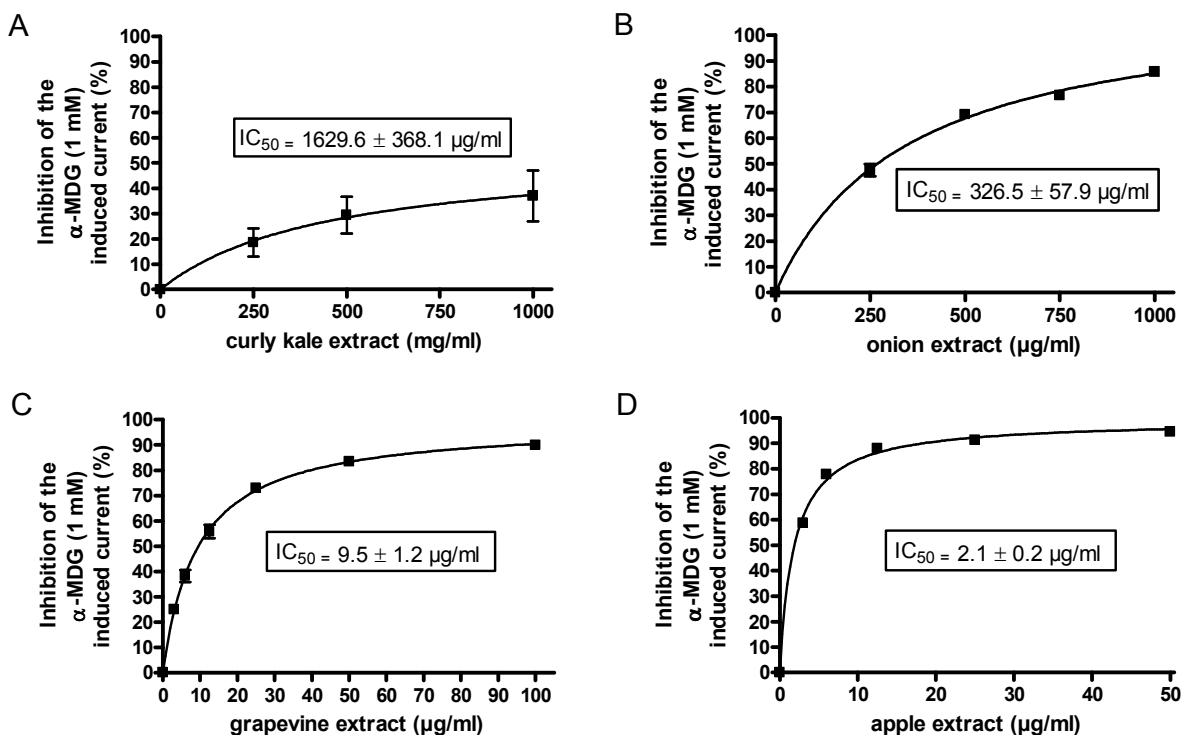 A
Inhibition of the
α-MDG (1 mM)
induced current (%)
100
90
80
70
60
50
40
30
20
10
0
IC50 = 1629.6 ± 368.1 µg/ml
0 250 500 750 1000
curly kale extract (mg/ml)
B
Inhibition of the
α-MDG (1 mM)
induced current (%)
100
90
80
70
60
50
40
30
20
10
0
IC50 = 326.5 ± 57.9 µg/ml
0 250 500 750 1000
onion extract (µg/ml)
C
Inhibition of the
α-MDG (1 mM)
induced current (%)
100
90
80
70
60
50
40
30
20
10
0
IC50 = 9.5 ± 1.2 µg/ml
0 10 20 30 40 50 60 70 80 90 100
grapevine extract (µg/ml)
D
Inhibition of the
α-MDG (1 mM)
induced current (%)
100
90
80
70
60
50
40
30
20
10
0
IC50 = 2.1 ± 0.2 µg/ml
0 10 20 30 40 50
apple extract (µg/ml)